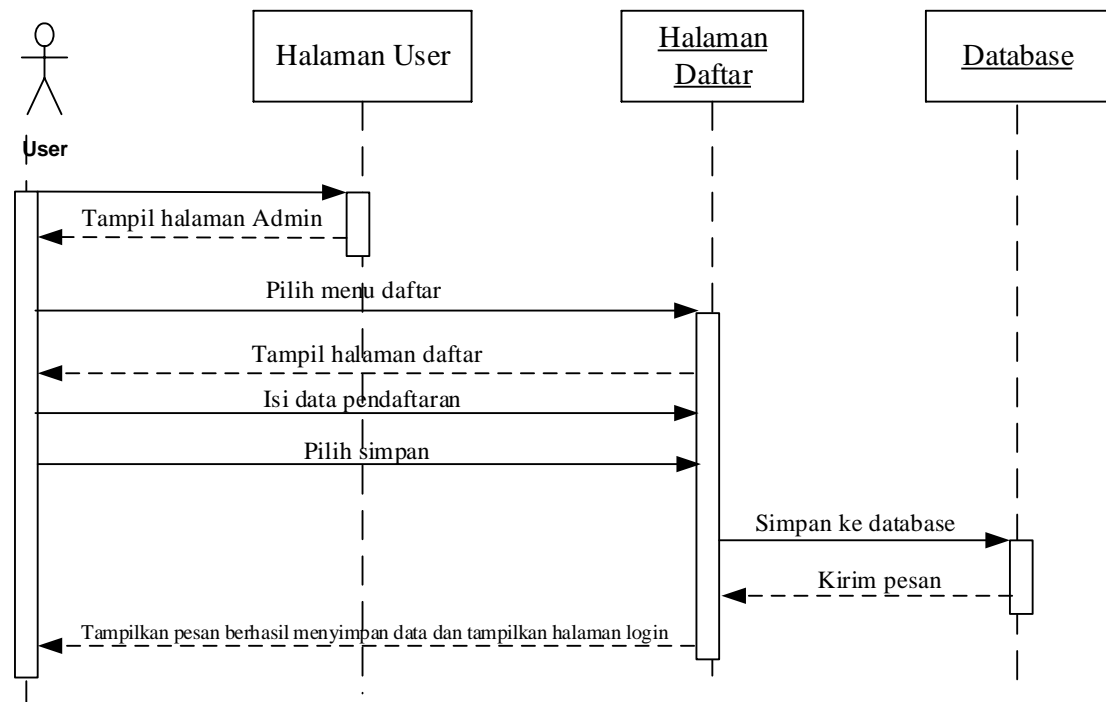 Halaman User
Halaman
Daftar
Database
User
Tampil halaman Admin
Pilih menu daftar
Tampil halaman daftar
Isi data pendaftaran
Pilih simpan
Simpan ke database
Kirim pesan
Tampilkan pesan berhasil menyimpan data dan tampilkan halaman login